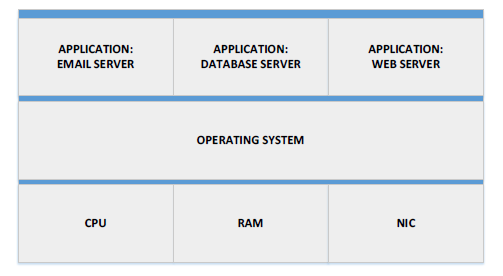 APPLICATION:
EMAIL SERVER
APPLICATION:
DATABASE SERVER
APPLICATION:
WEB SERVER
OPERATING SYSTEM
CPU
RAM
NIC